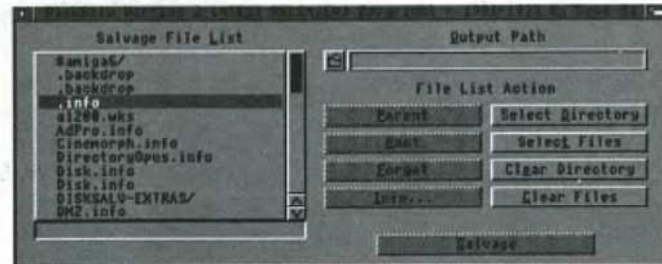 Salvage File List
Output Path
$amiga6/
.backdrop
.backdrop
.info
a1200.wks
AdPro.info
Cinemorph.info
DirectoryOpus.info
Disk.info
Disk.info
DISKSALV-EXTRAS/
DM2.info
File List Action
Parent
Select Directory
Root
Select Files
Forget
Clear Directory
Info...
Clear Files
Salvage